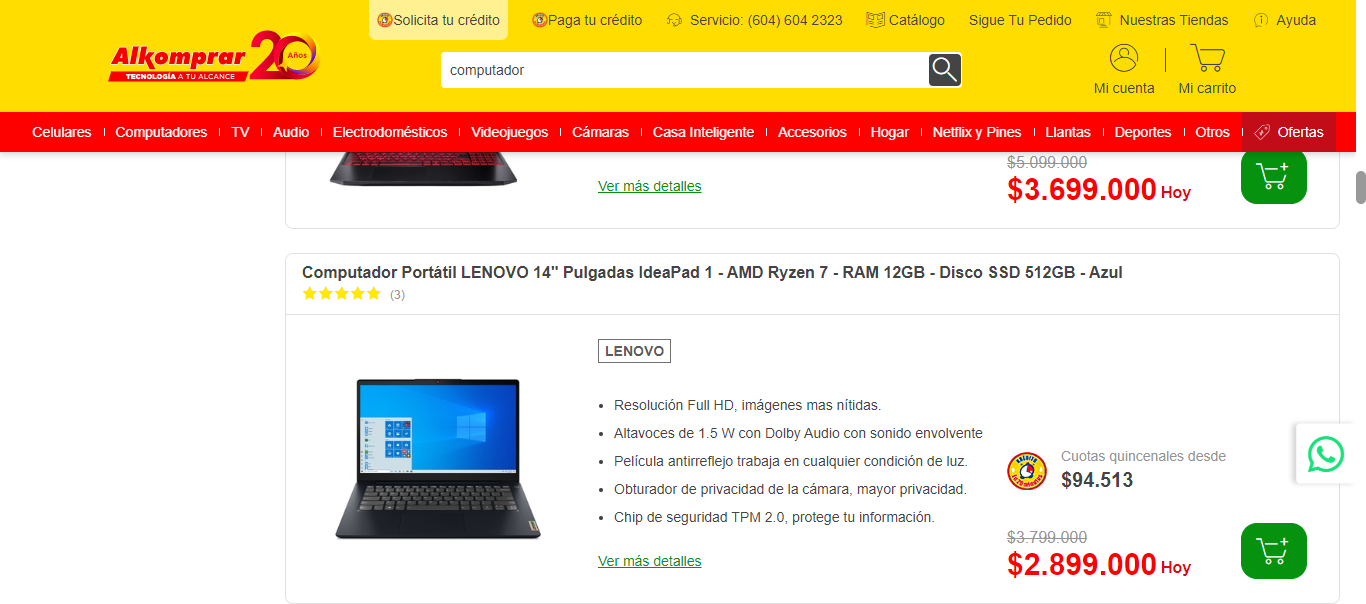 Solicita tu crédito
Paga tu crédito
Servicio: (604) 604 2323
Catálogo
Sigue Tu Pedido
Nuestras Tiendas
Ayuda
Alkomprar 20 Años
TECNOLOGÍA A TU ALCANCE
computador
Mi cuenta
Mi carrito
Celulares
Computadores
TV
Audio
Electrodomésticos
Videojuegos
Cámaras
Casa Inteligente
Accesorios
Hogar
Netflix y Pines
Llantas
Deportes
Otros
Ofertas
Ver más detalles
$5.099.000
$3.699.000 Hoy
Computador Portátil LENOVO 14" Pulgadas IdeaPad 1 - AMD Ryzen 7 - RAM 12GB - Disco SSD 512GB - Azul
(3)
LENOVO
• Resolución Full HD, imágenes mas nítidas.
• Altavoces de 1.5 W con Dolby Audio con sonido envolvente
• Película antirreflejo trabaja en cualquier condición de luz.
• Obturador de privacidad de la cámara, mayor privacidad.
• Chip de seguridad TPM 2.0, protege tu información.
Ver más detalles
Cuotas quincenales desde
$94.513
$3.799.000
$2.899.000 Hoy